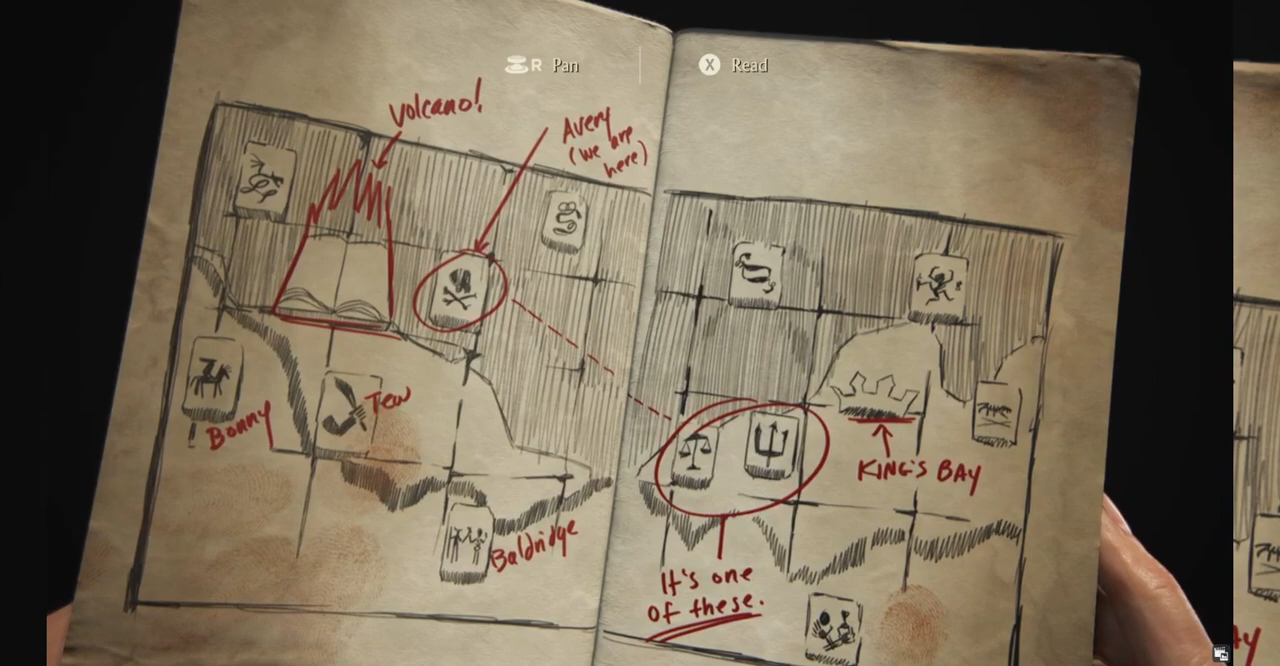 R Pan
X Read
Volcano!
Avery
(we are
here)
Tew
Bonny
KING'S BAY
Baldridge
It's one
of these.